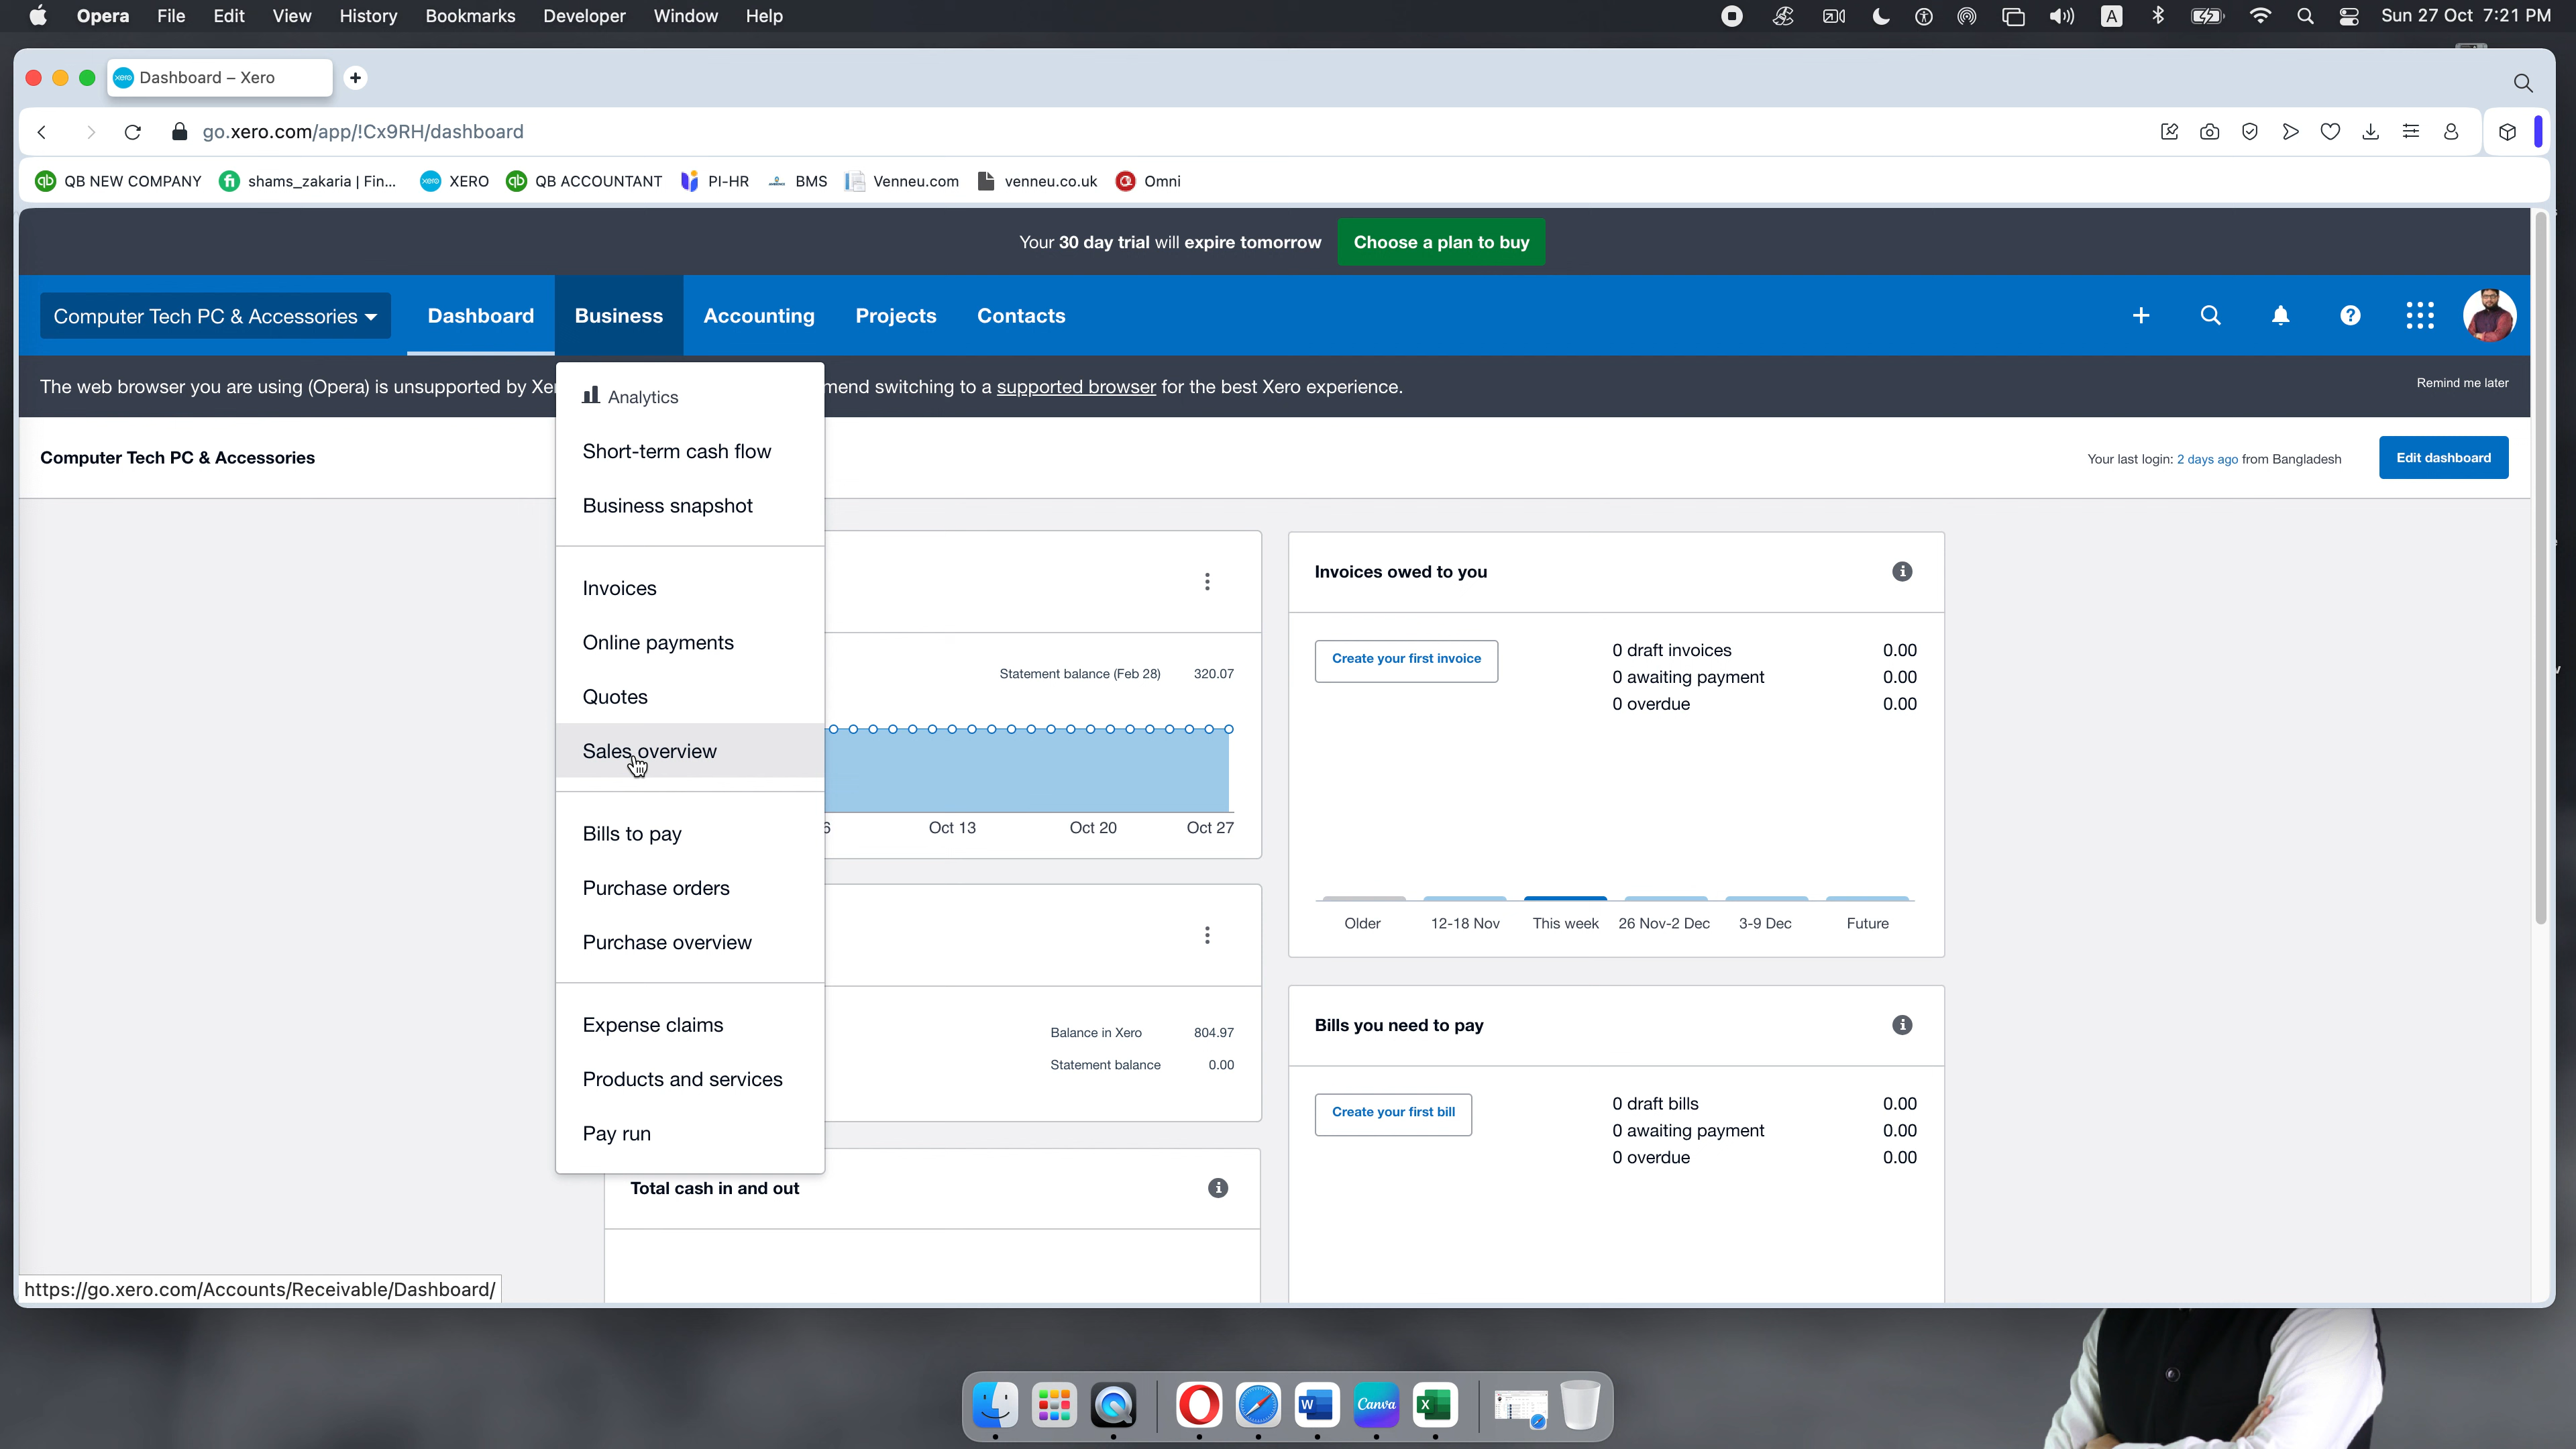 Opera File Edit View History Bookmarks Developer Window Help A Sun 27 Oct 7:21 PM
xero Dashboard – Xero
go.xero.com/app/!Cx9RH/dashboard
qb QB NEW COMPANY fi shams_zakaria | Fin... xero XERO qb QB ACCOUNTANT PI-HR BMS Venneu.com venneu.co.uk Omni
Your 30 day trial will expire tomorrow Choose a plan to buy
Computer Tech PC & Accessories Dashboard Business Accounting Projects Contacts
The web browser you are using (Opera) is unsupported by Xe mend switching to a supported browser for the best Xero experience. Remind me later
Computer Tech PC & Accessories
Your last login: 2 days ago from Bangladesh Edit dashboard
Analytics
Short-term cash flow
Business snapshot
Invoices
Online payments
Quotes
Sales overview
Bills to pay
Purchase orders
Purchase overview
Expense claims
Products and services
Pay run
Statement balance (Feb 28) 320.07
6 Oct 13 Oct 20 Oct 27
Balance in Xero 804.97
Statement balance 0.00
Total cash in and out
Invoices owed to you
Create your first invoice
0 draft invoices 0.00
0 awaiting payment 0.00
0 overdue 0.00
Older 12-18 Nov This week 26 Nov-2 Dec 3-9 Dec Future
Bills you need to pay
Create your first bill
0 draft bills 0.00
0 awaiting payment 0.00
0 overdue 0.00
https://go.xero.com/Accounts/Receivable/Dashboard/
W Canva X